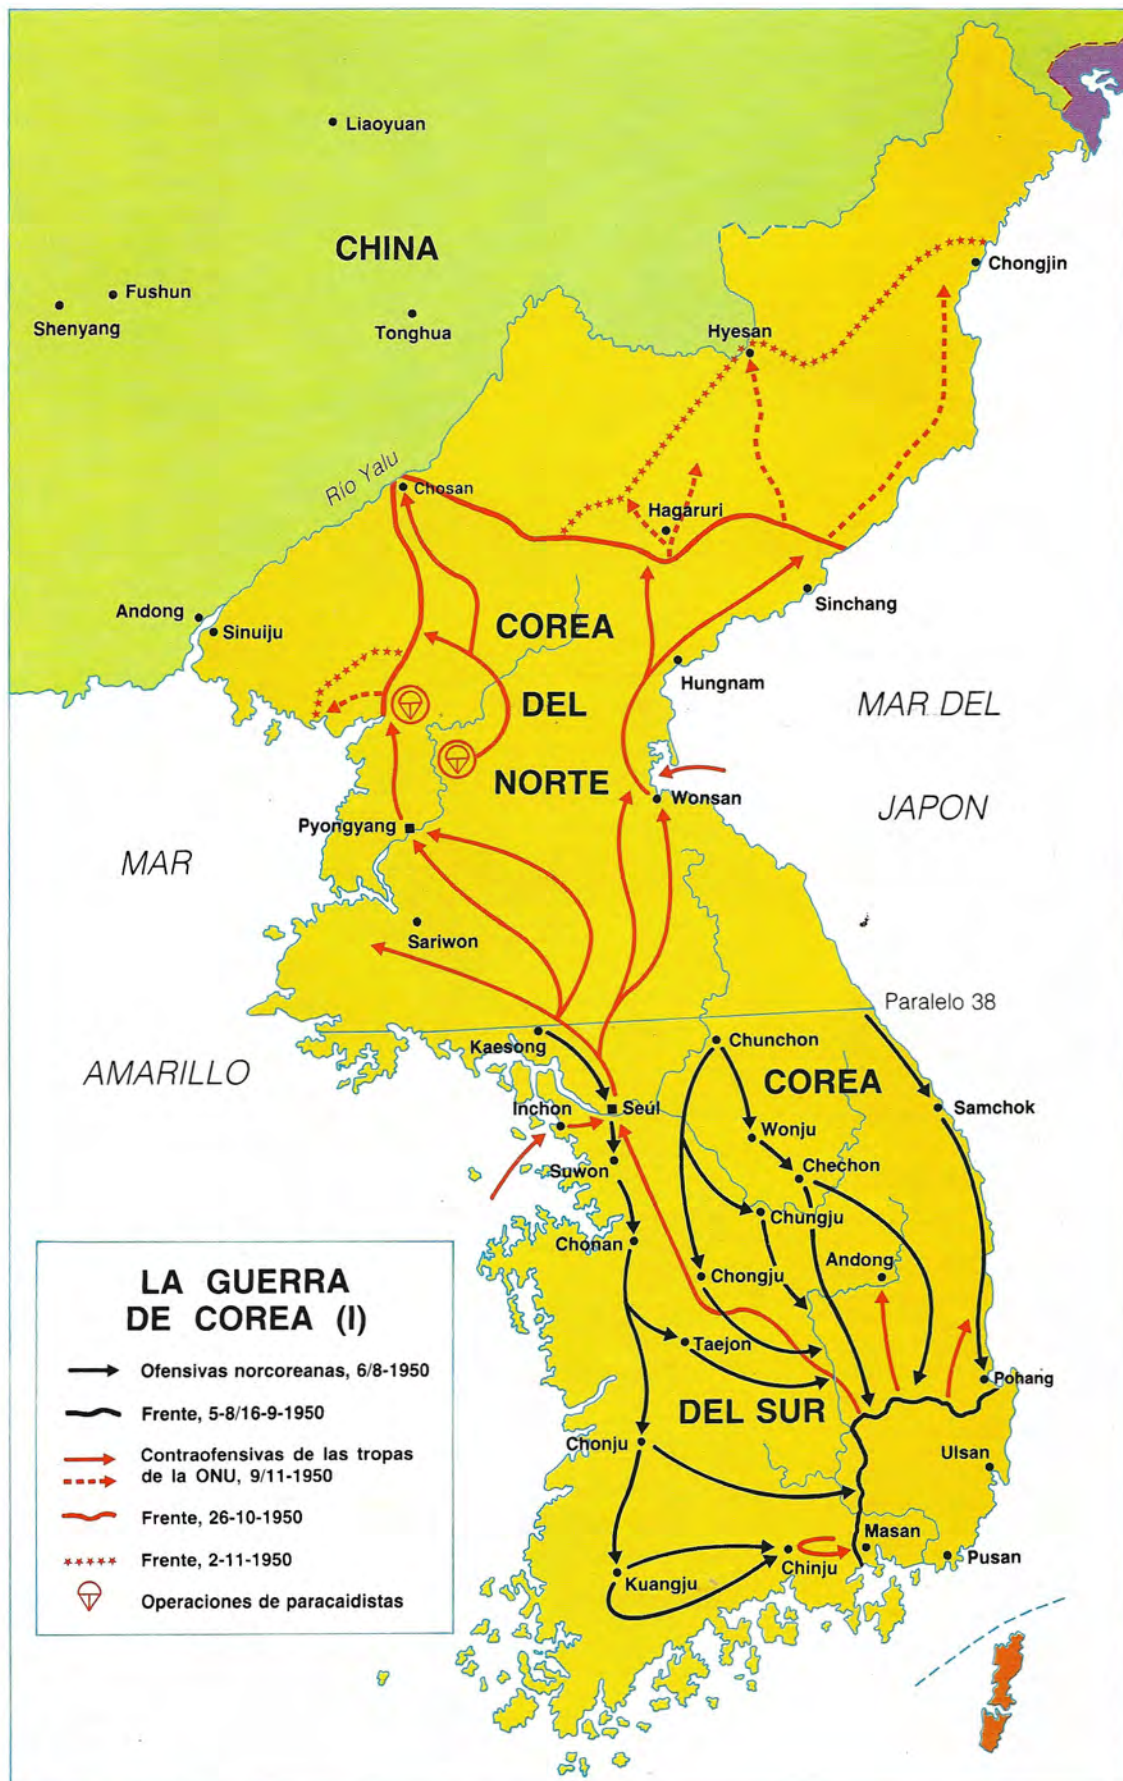 Liaoyuan
CHINA
Fushun
Shenyang
Tonghua
Chongjin
Hyesan
Río Yalu
Chosan
Hagaruri
Andong
Sinuiju
Sinchang
COREA
Hungnam
DEL
MAR DEL
NORTE
Wonsan
JAPON
Pyongyang
MAR
Sariwon
Paralelo 38
Kaesong
Chunchon
AMARILLO
COREA
Inchon
Seúl
Samchok
Wonju
Suwon
Chechon
Chungju
Chonan
Andong
Chongju
Taejon
Pohang
DEL SUR
Chonju
Ulsan
Masan
Chinju
Pusan
Kuangju
LA GUERRA
DE COREA (I)
Ofensivas norcoreanas, 6/8-1950
Frente, 5-8/16-9-1950
Contraofensivas de las tropas
de la ONU, 9/11-1950
Frente, 26-10-1950
Frente, 2-11-1950
Operaciones de paracaidistas